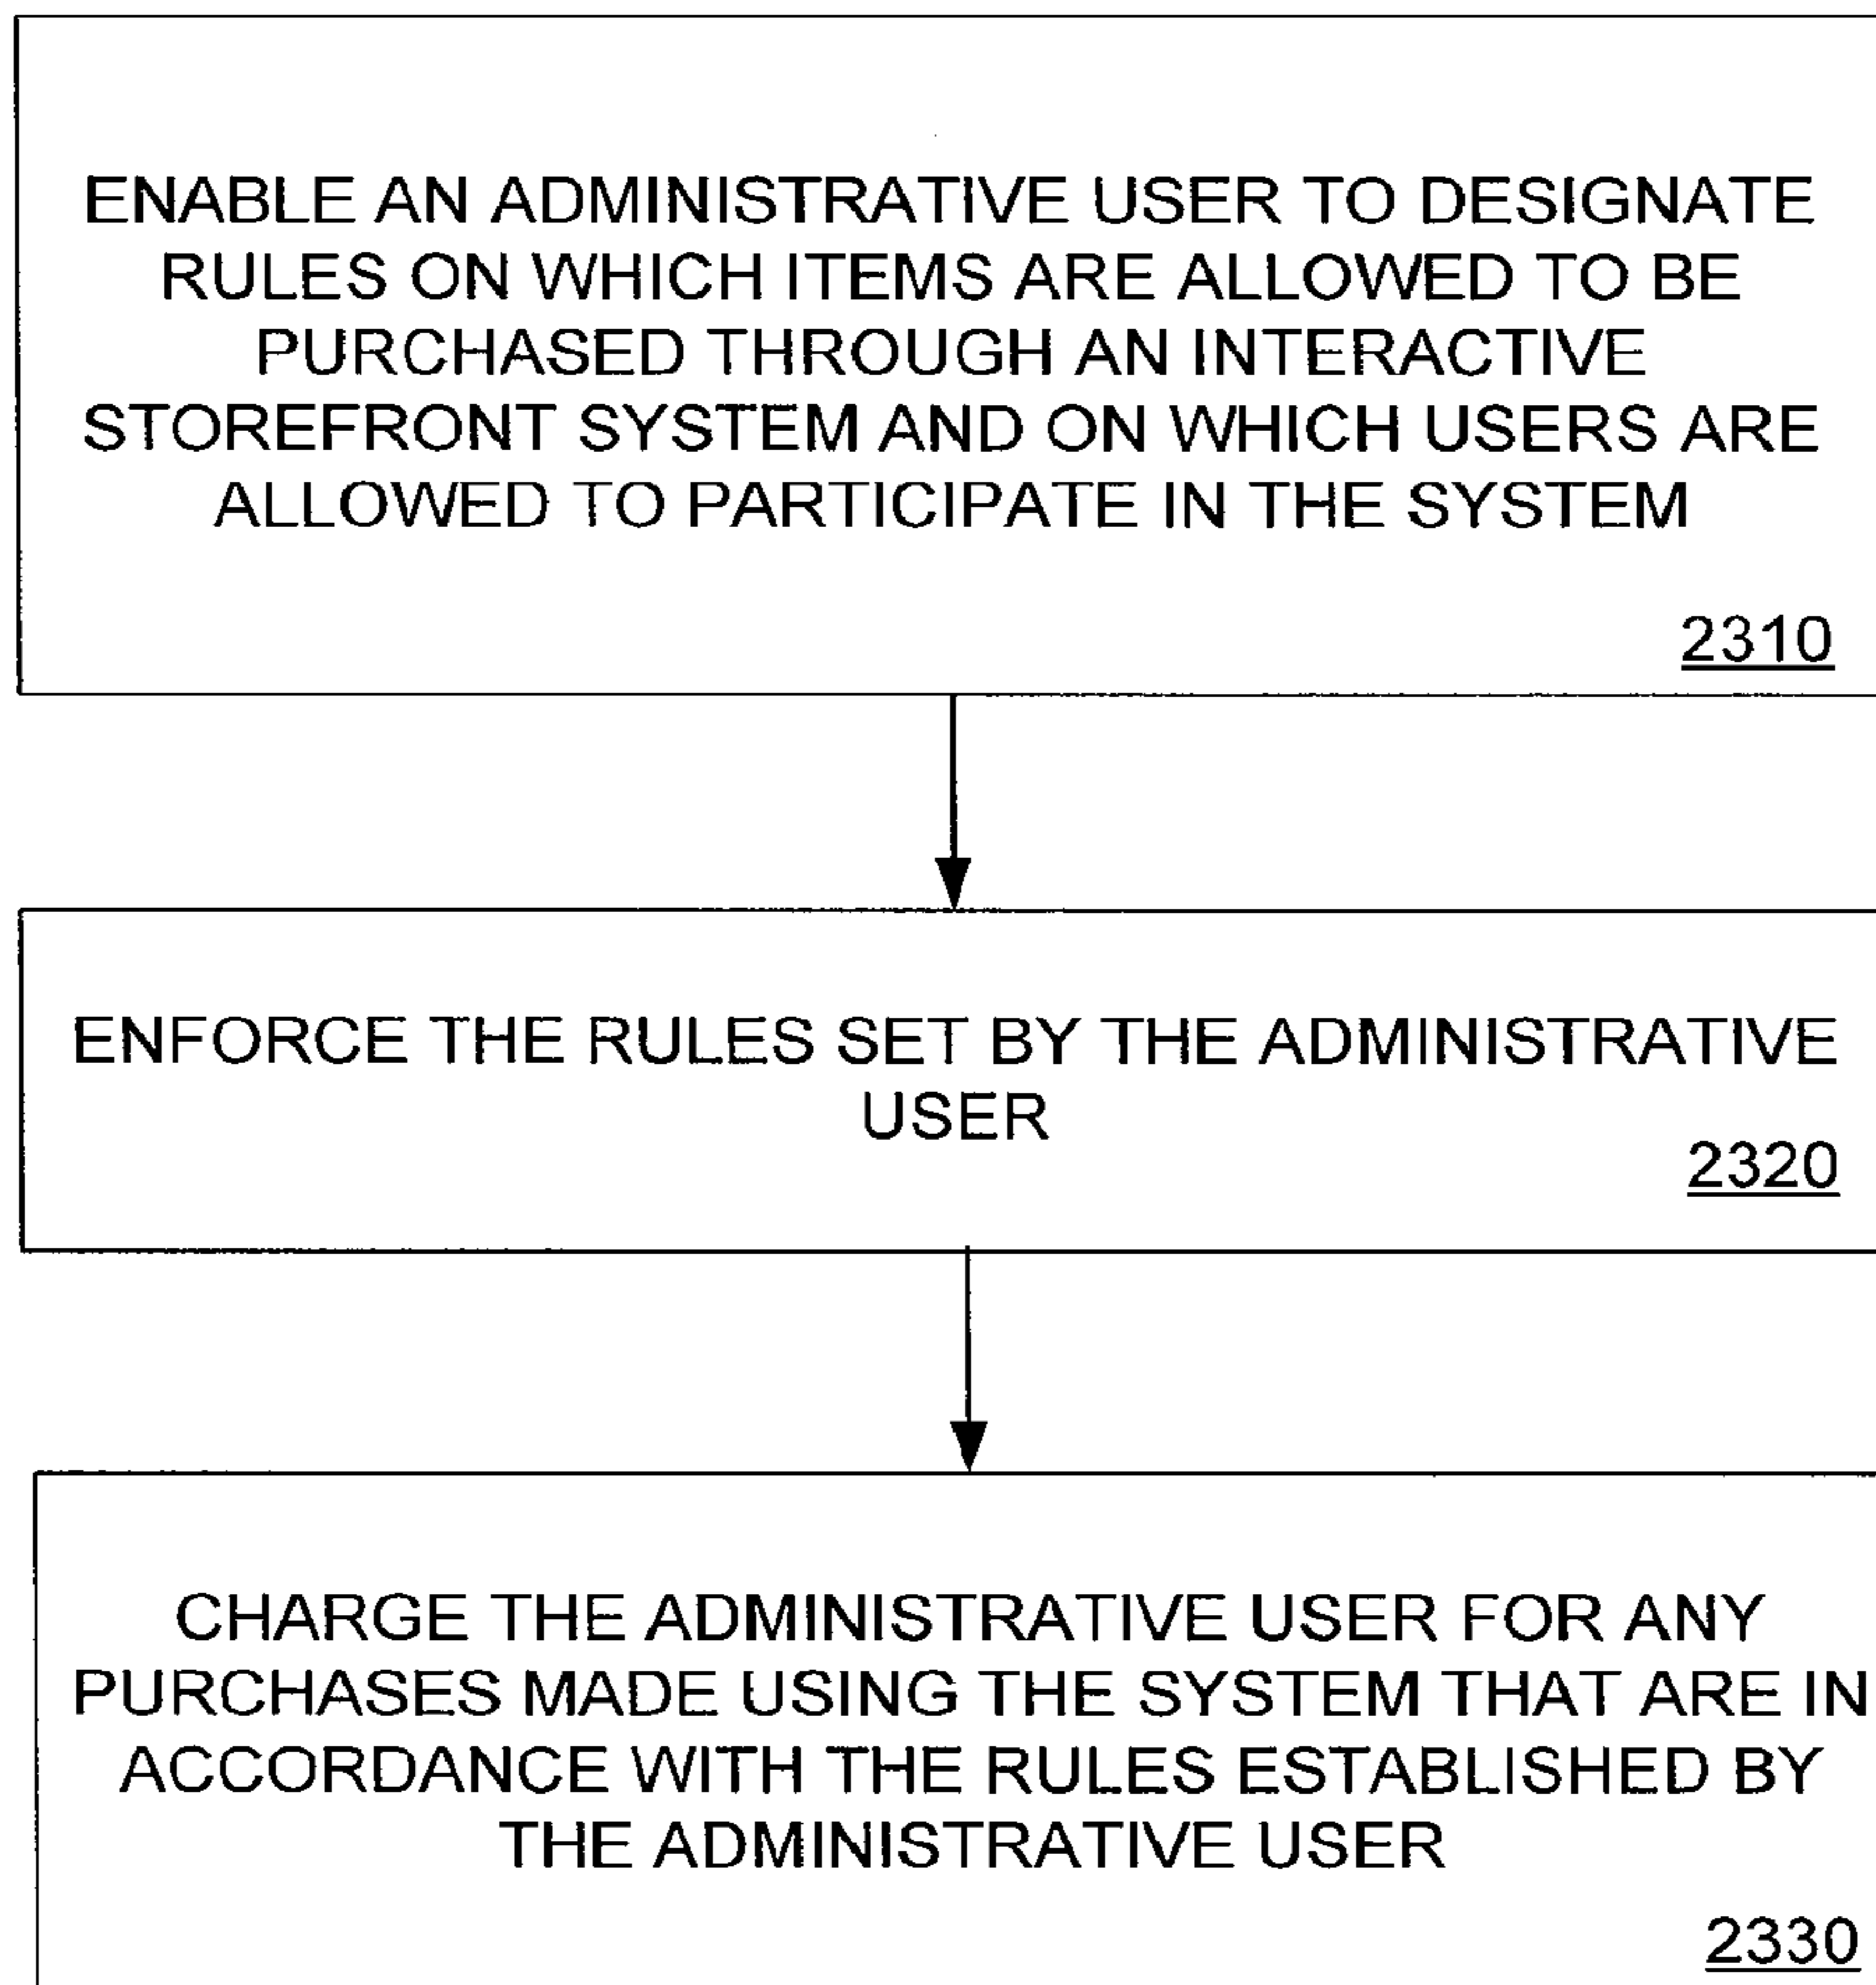 ENABLE AN ADMINISTRATIVE USER TO DESIGNATE
RULES ON WHICH ITEMS ARE ALLOWED TO BE
PURCHASED THROUGH AN INTERACTIVE
STOREFRONT SYSTEM AND ON WHICH USERS ARE
ALLOWED TO PARTICIPATE IN THE SYSTEM
2310
ENFORCE THE RULES SET BY THE ADMINISTRATIVE
USER
2320
CHARGE THE ADMINISTRATIVE USER FOR ANY
PURCHASES MADE USING THE SYSTEM THAT ARE IN
ACCORDANCE WITH THE RULES ESTABLISHED BY
THE ADMINISTRATIVE USER
2330